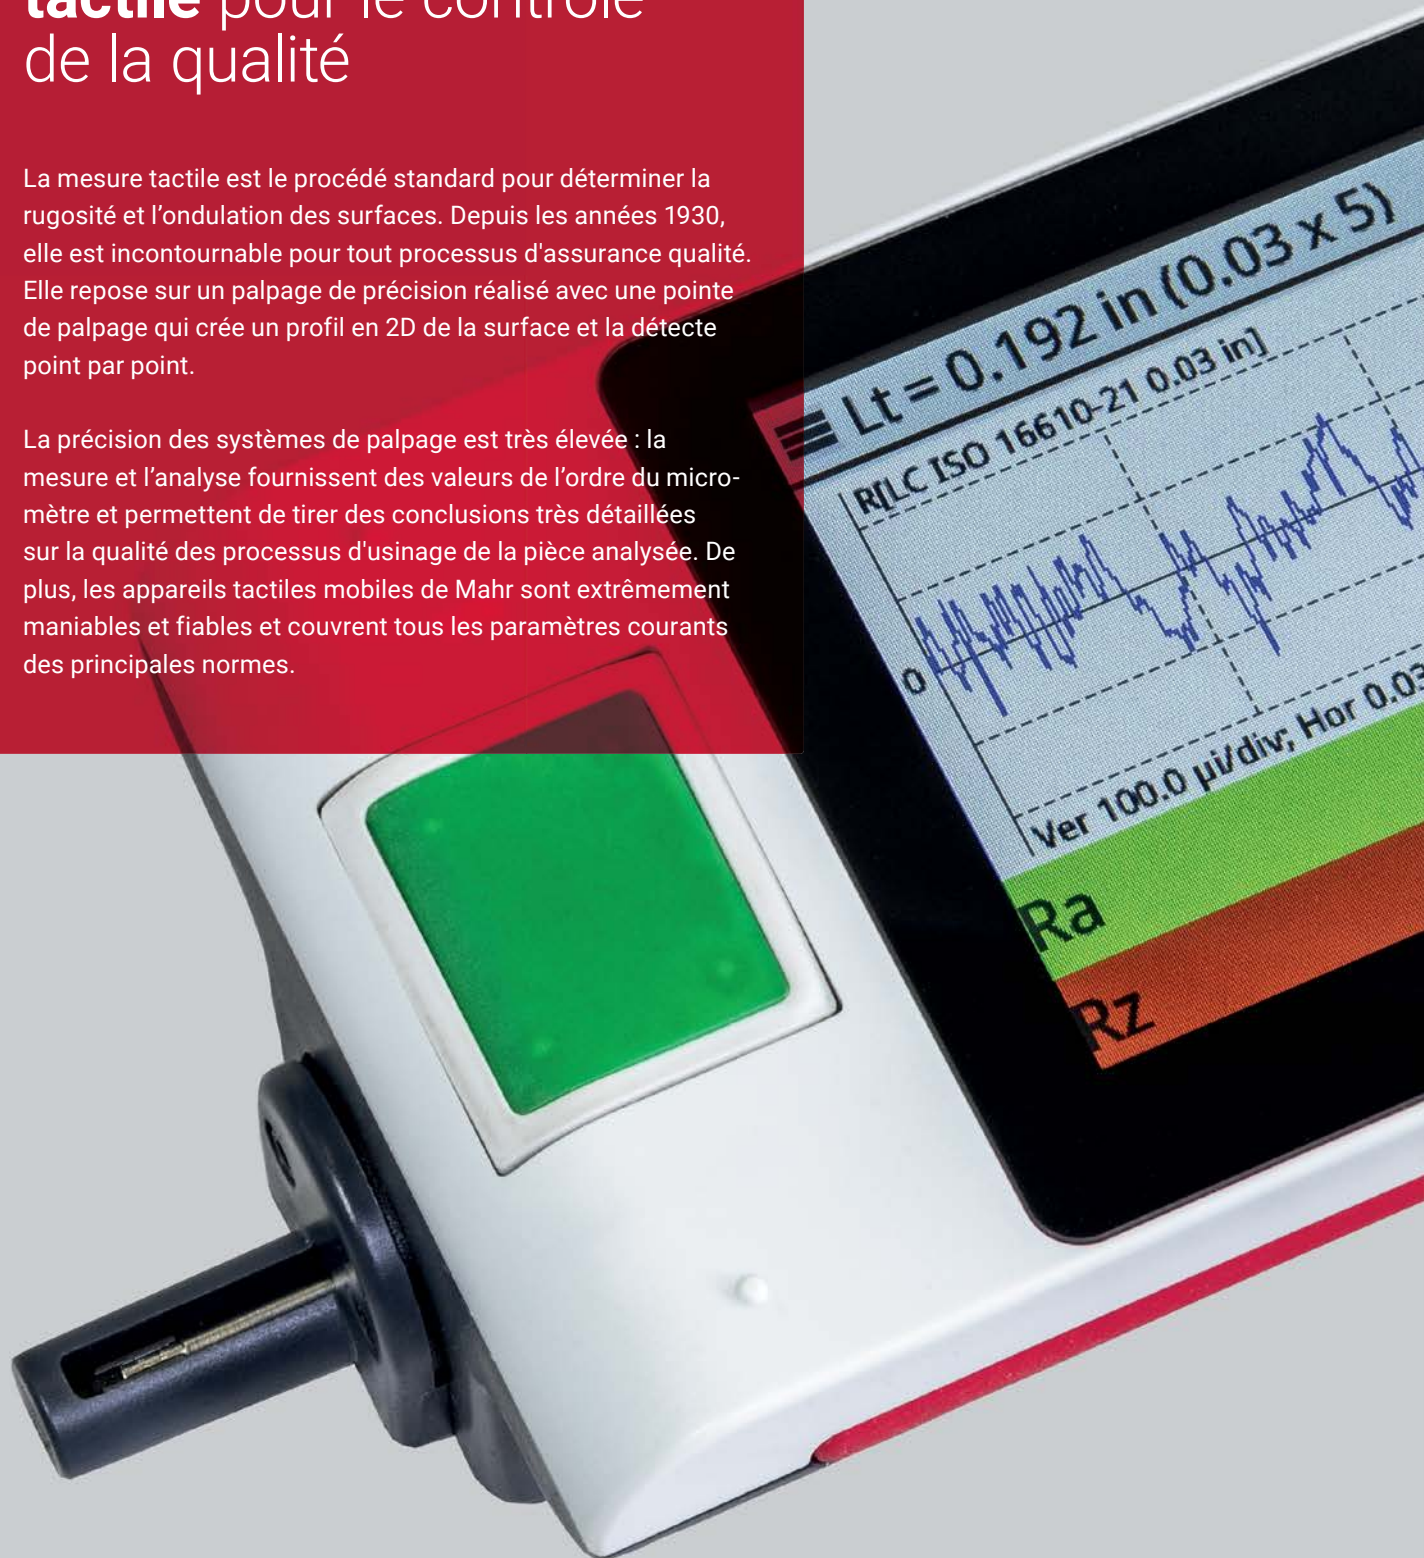 tactile pour le contrôle
de la qualité
La mesure tactile est le procédé standard pour déterminer la
rugosité et l’ondulation des surfaces. Depuis les années 1930,
elle est incontournable pour tout processus d'assurance qualité.
Elle repose sur un palpage de précision réalisé avec une pointe
de palpage qui crée un profil en 2D de la surface et la détecte
point par point.
La précision des systèmes de palpage est très élevée : la
mesure et l’analyse fournissent des valeurs de l’ordre du micro-
mètre et permettent de tirer des conclusions très détaillées
sur la qualité des processus d'usinage de la pièce analysée. De
plus, les appareils tactiles mobiles de Mahr sont extrêmement
maniables et fiables et couvrent tous les paramètres courants
des principales normes.
Lt = 0.192 in (0.03 x 5)
R[LC ISO 16610-21 0.03 in]
0
Ver 100.0 µi/div; Hor 0.03
Ra
Rz